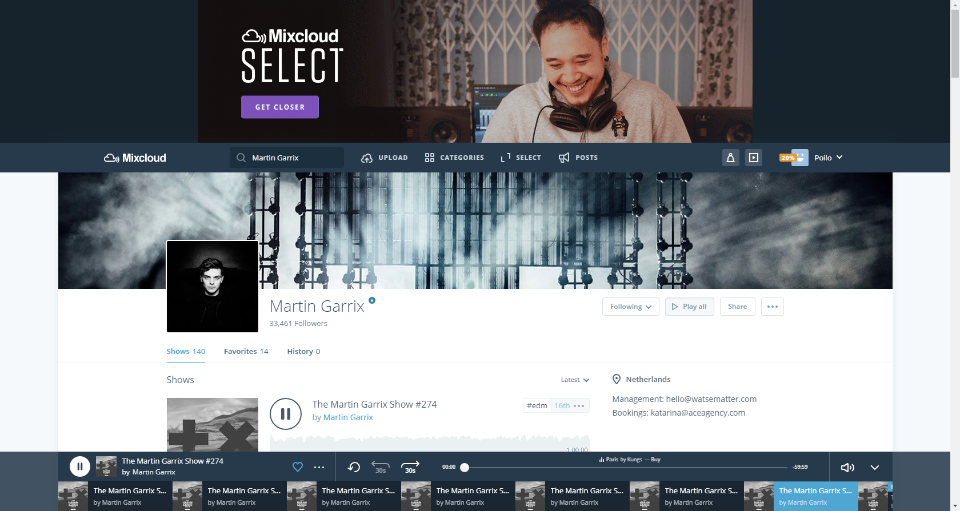 Mixcloud
SELECT
GET CLOSER
Mixcloud
Martin Garrix
UPLOAD
CATEGORIES
SELECT
POSTS
20%
Poilo
Martin Garrix
33,461 Followers
Following
Play all
Share
Shows 140
Favorites 14
History 0
Shows
Latest
Netherlands
Management: hello@watsematter.com
Bookings: katarina@aceagency.com
The Martin Garrix Show #274
by Martin Garrix
#edm 16th
1:00:00
The Martin Garrix Show #274
by Martin Garrix
30s
30s
00:00
Paris by Kungs — Buy
-59:59
The Martin Garrix S...
by Martin Garrix
The Martin Garrix S...
by Martin Garrix
The Martin Garrix S...
by Martin Garrix
The Martin Garrix S...
by Martin Garrix
The Martin Garrix S...
by Martin Garrix
The Martin Garrix S...
by Martin Garrix
The Martin Garrix S...
by Martin Garrix